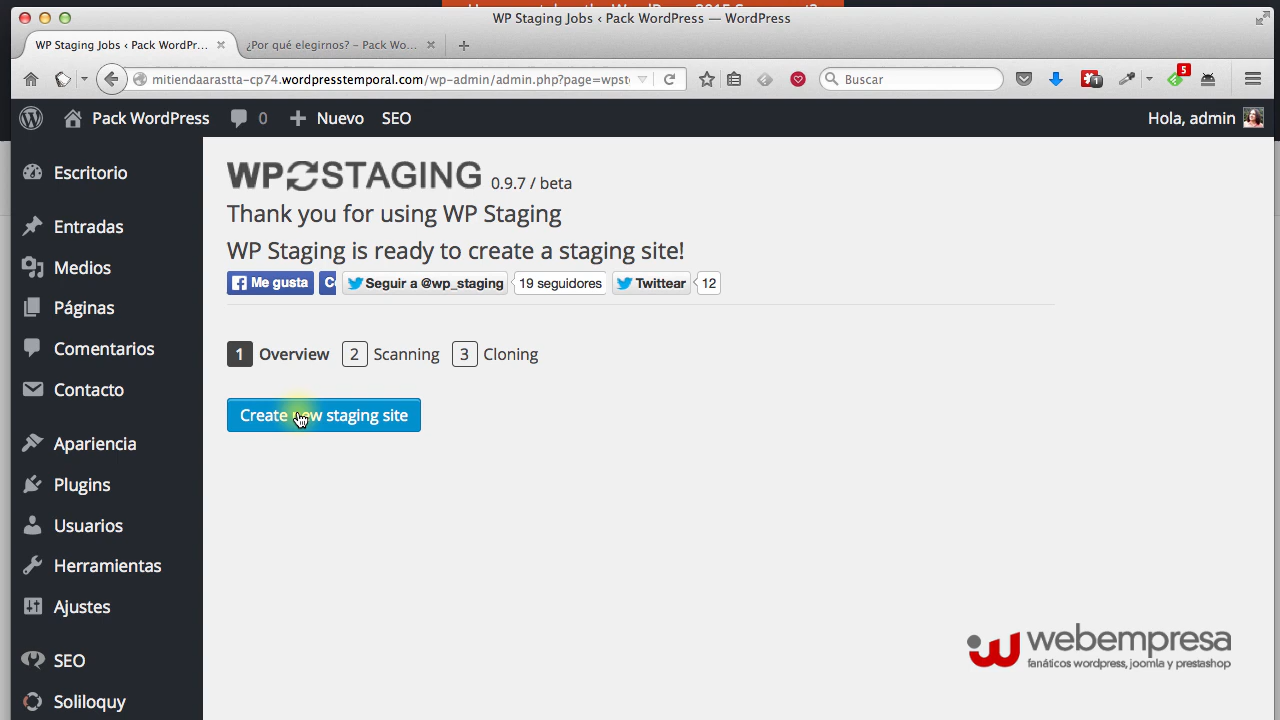 WP Staging Jobs ‹ Pack WordPress — WordPress
WP Staging Jobs ‹ Pack WordPr...
¿Por qué elegirnos? – Pack Wo...
mitiendaarastta-cp74.wordpresstemporal.com/wp-admin/admin.php?page=wpst
Buscar
1
5
Pack WordPress
0
Nuevo
SEO
Hola, admin
Escritorio
Entradas
Medios
Páginas
Comentarios
Contacto
Apariencia
Plugins
Usuarios
Herramientas
Ajustes
SEO
Soliloquy
WP STAGING 0.9.7 / beta
Thank you for using WP Staging
WP Staging is ready to create a staging site!
Me gusta
Seguir a @wp_staging
19 seguidores
Twittear
12
1 Overview 2 Scanning 3 Cloning
Create new staging site
webempresa
fanáticos wordpress, joomla y prestashop